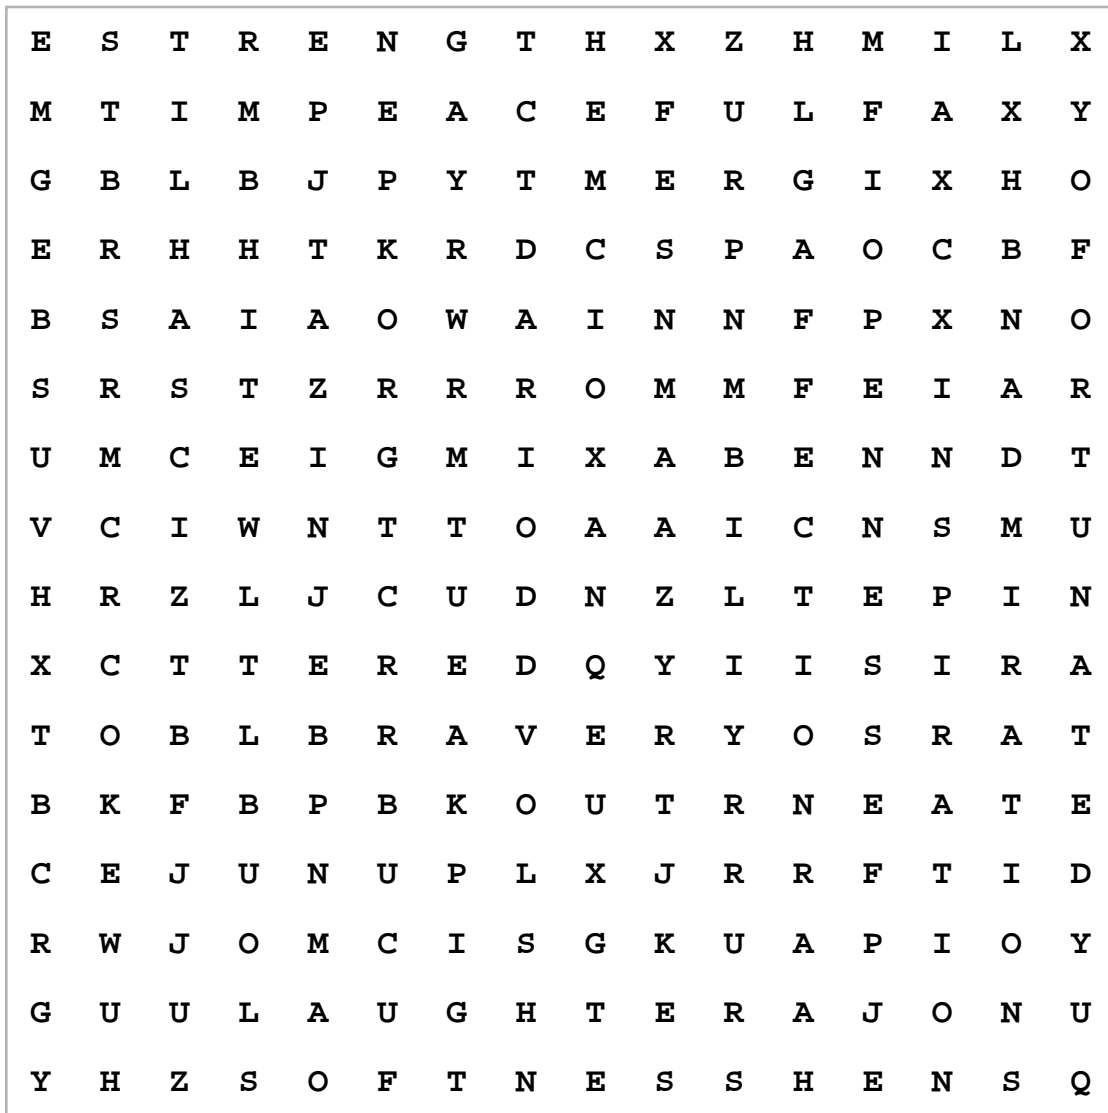 E S T R E N G T H X Z H M I L X
M T I M P E A C E F U L F A X Y
G B L B J P Y T M E R G I X H O
E R H H T K R D C S P A O C B F
B S A I A O W A I N N F P X N O
S R S T Z R R R O M M F E I A R
U M C E I G M I X A B E N N D T
V C I W N T T O A A I C N S M U
H R Z L J C U D N Z L T E P I N
X C T T E R E D Q Y I I S I R A
T O B L B R A V E R Y O S R A T
B K F B P B K O U T R N E A T E
C E J U N U P L X J R R F T I D
R W J O M C I S G K U A P I O Y
G U U L A U G H T E R A J O N U
Y H Z S O F T N E S S H E N S Q